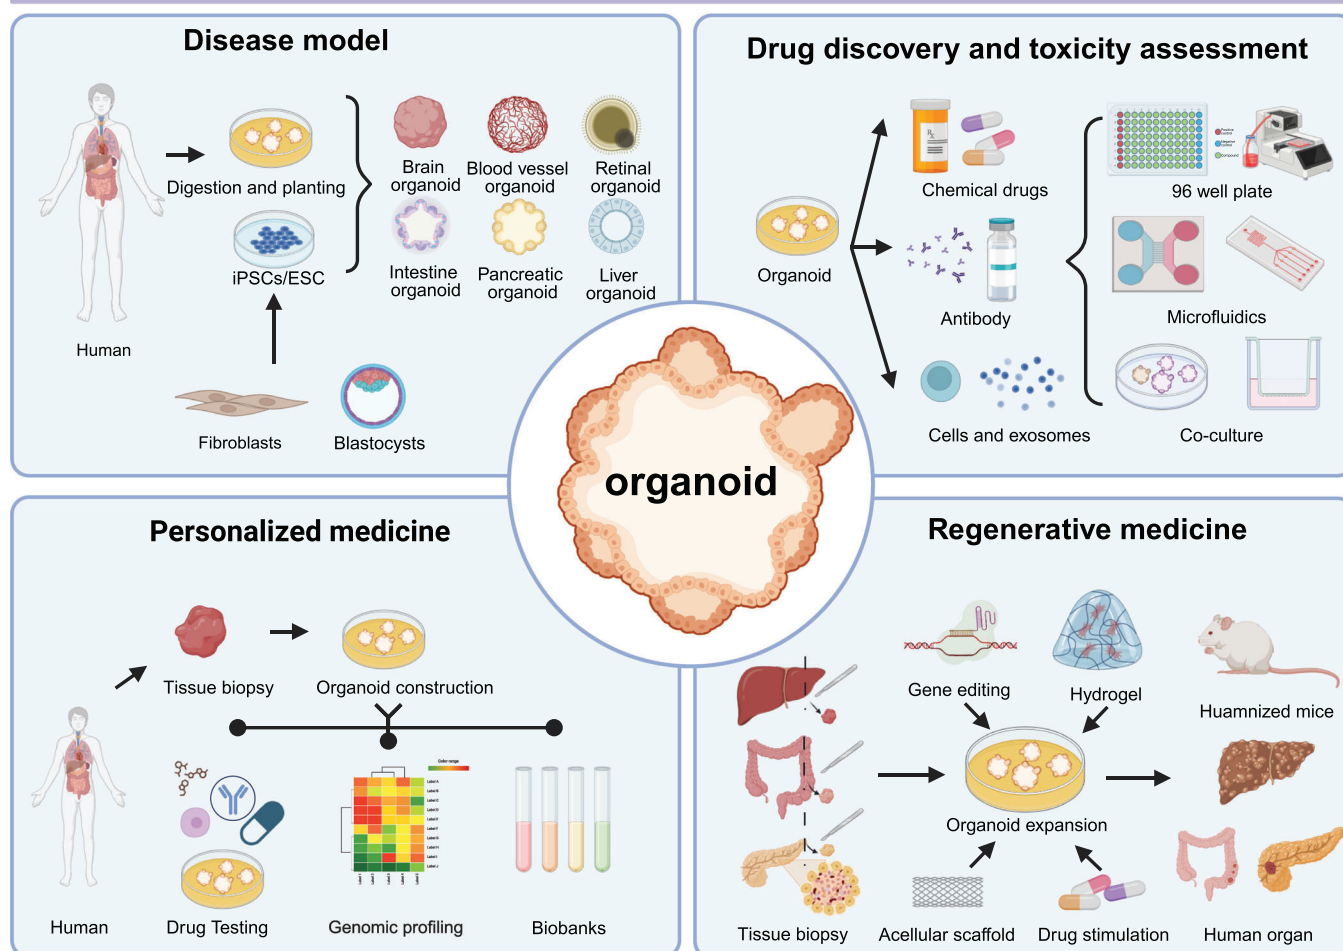 Disease model
Human
Digestion and planting
iPSCs/ESC
Fibroblasts
Blastocysts
Brain
organoid
Blood vessel
organoid
Retinal
organoid
Intestine
organoid
Pancreatic
organoid
Liver
organoid
Drug discovery and toxicity assessment
Organoid
Chemical drugs
Antibody
Cells and exosomes
96 well plate
Microfluidics
Co-culture
organoid
Personalized medicine
Tissue biopsy
Organoid construction
Human
Drug Testing
Color range
Genomic profiling
Biobanks
Regenerative medicine
Gene editing
Hydrogel
Huamnized mice
Organoid expansion
Tissue biopsy
Acellular scaffold
Drug stimulation
Human organ